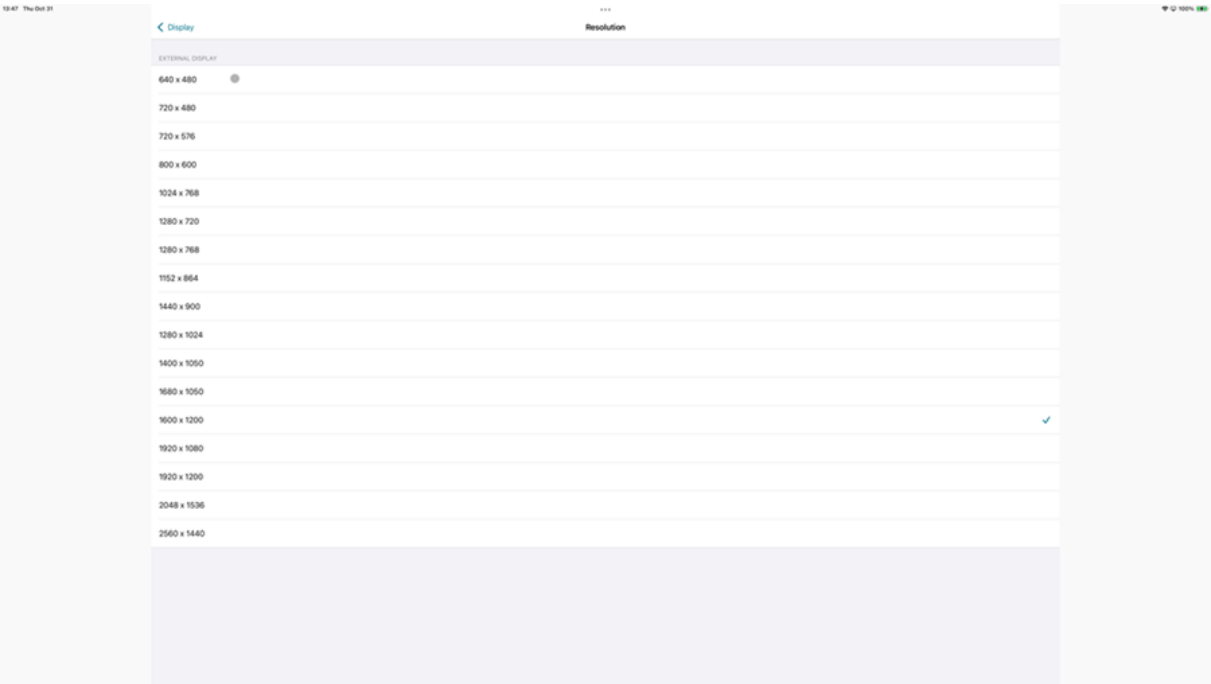 13:47 Thu Oct 31
100%
Display
Resolution
EXTERNAL DISPLAY
640 x 480
720 x 480
720 x 576
800 x 600
1024 x 768
1280 x 720
1280 x 768
1152 x 864
1440 x 900
1280 x 1024
1400 x 1050
1680 x 1050
1600 x 1200
1920 x 1080
1920 x 1200
2048 x 1536
2560 x 1440